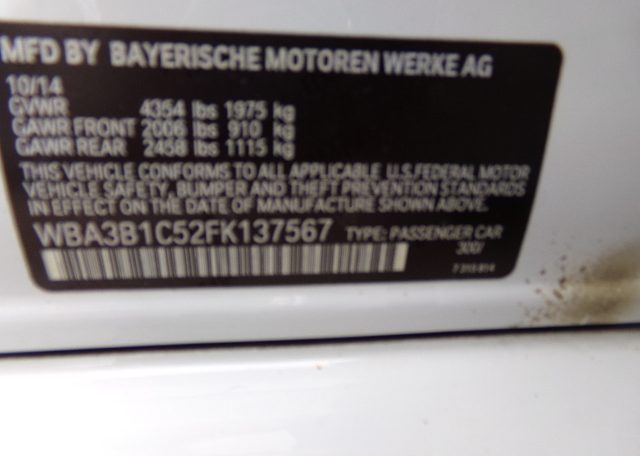 MFD BY BAYERISCHE MOTOREN WERKE AG
10/14
GVWR 4354 lbs 1975 kg
GAWR FRONT 2006 lbs 910 kg
GAWR REAR 2458 lbs 1115 kg
THIS VEHICLE CONFORMS TO ALL APPLICABLE U.S.FEDERAL MOTOR
VEHICLE SAFETY, BUMPER AND THEFT PREVENTION STANDARDS
IN EFFECT ON THE DATE OF MANUFACTURE SHOWN ABOVE.
WBA3B1C52FK137567 TYPE: PASSENGER CAR
300/